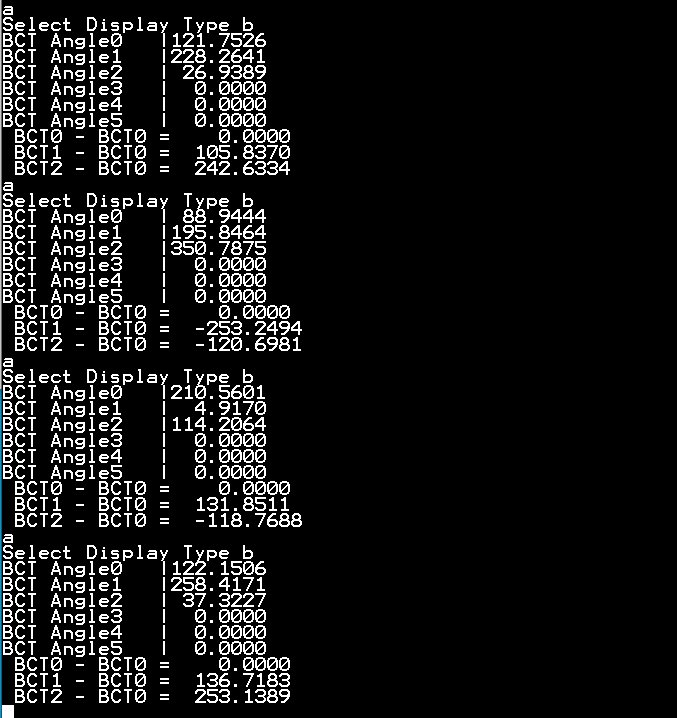 a
Select Display Type b
BCT Angle0   |121.7526
BCT Angle1   |228.2641
BCT Angle2   | 26.9389
BCT Angle3   |  0.0000
BCT Angle4   |  0.0000
BCT Angle5   |  0.0000
 BCT0 - BCT0 =    0.0000
 BCT1 - BCT0 =  105.8370
 BCT2 - BCT0 =  242.6334
a
Select Display Type b
BCT Angle0   | 88.9444
BCT Angle1   |195.8464
BCT Angle2   |350.7875
BCT Angle3   |  0.0000
BCT Angle4   |  0.0000
BCT Angle5   |  0.0000
 BCT0 - BCT0 =    0.0000
 BCT1 - BCT0 =  -253.2494
 BCT2 - BCT0 =  -120.6981
a
Select Display Type b
BCT Angle0   |210.5601
BCT Angle1   |  4.9170
BCT Angle2   |114.2064
BCT Angle3   |  0.0000
BCT Angle4   |  0.0000
BCT Angle5   |  0.0000
 BCT0 - BCT0 =    0.0000
 BCT1 - BCT0 =  131.8511
 BCT2 - BCT0 =  -118.7688
a
Select Display Type b
BCT Angle0   |122.1506
BCT Angle1   |258.4171
BCT Angle2   | 37.3227
BCT Angle3   |  0.0000
BCT Angle4   |  0.0000
BCT Angle5   |  0.0000
 BCT0 - BCT0 =    0.0000
 BCT1 - BCT0 =  136.7183
 BCT2 - BCT0 =  253.1389